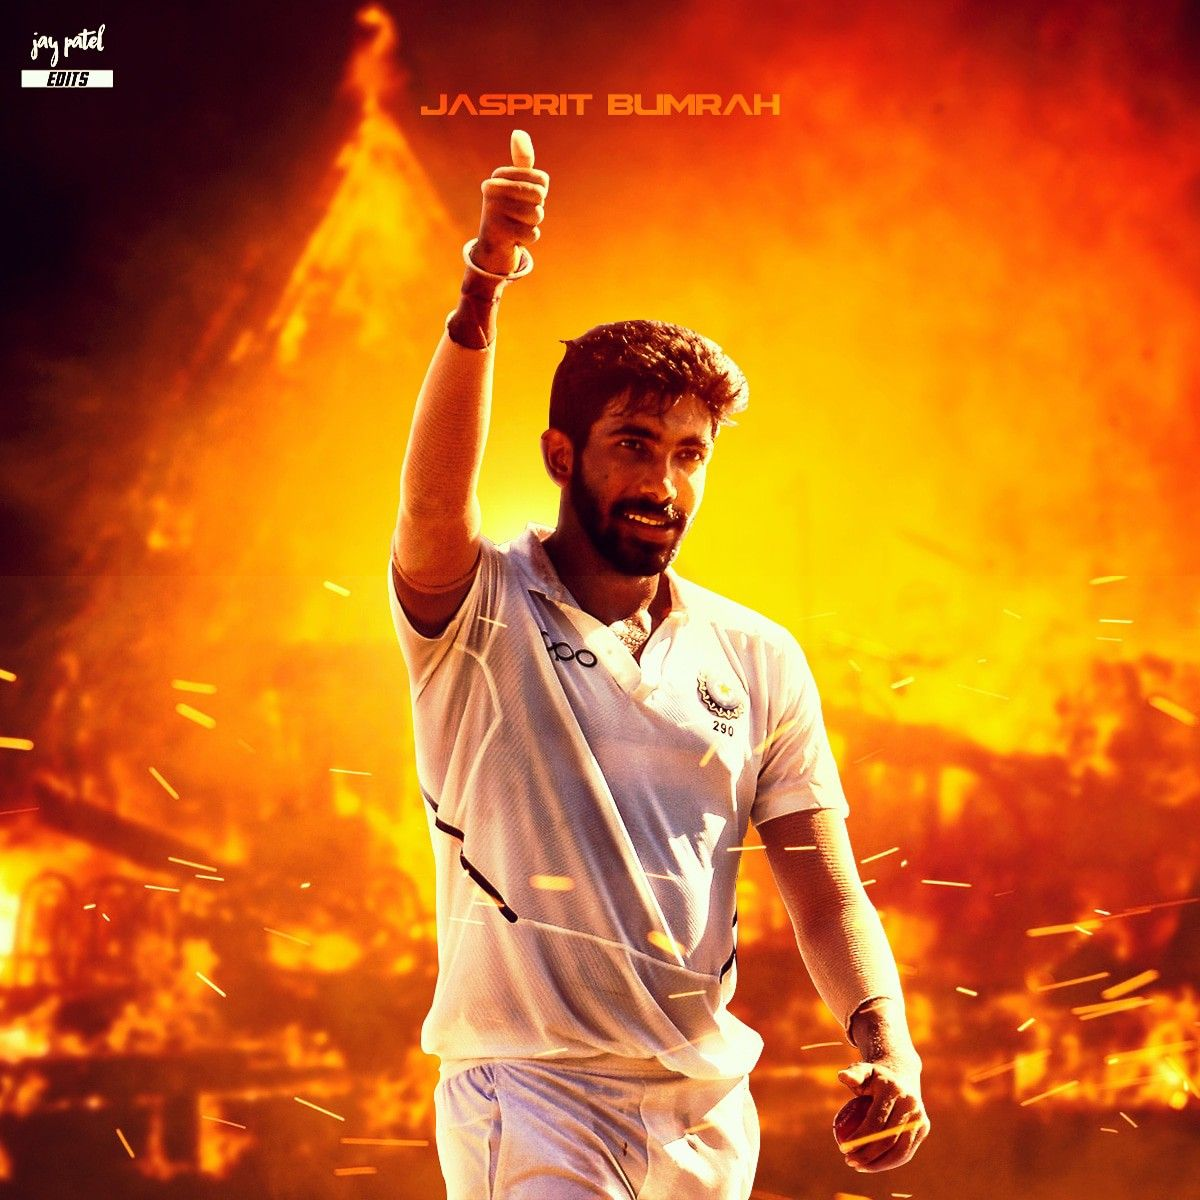 jay patel
EDITS
JASPRIT BUMRAH
oppo
290